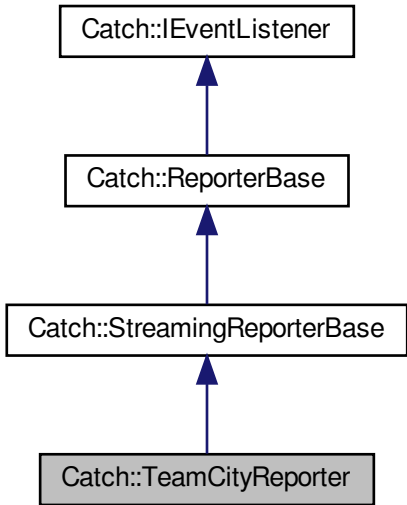 Catch::IEventListener
Catch::ReporterBase
Catch::StreamingReporterBase
Catch::TeamCityReporter